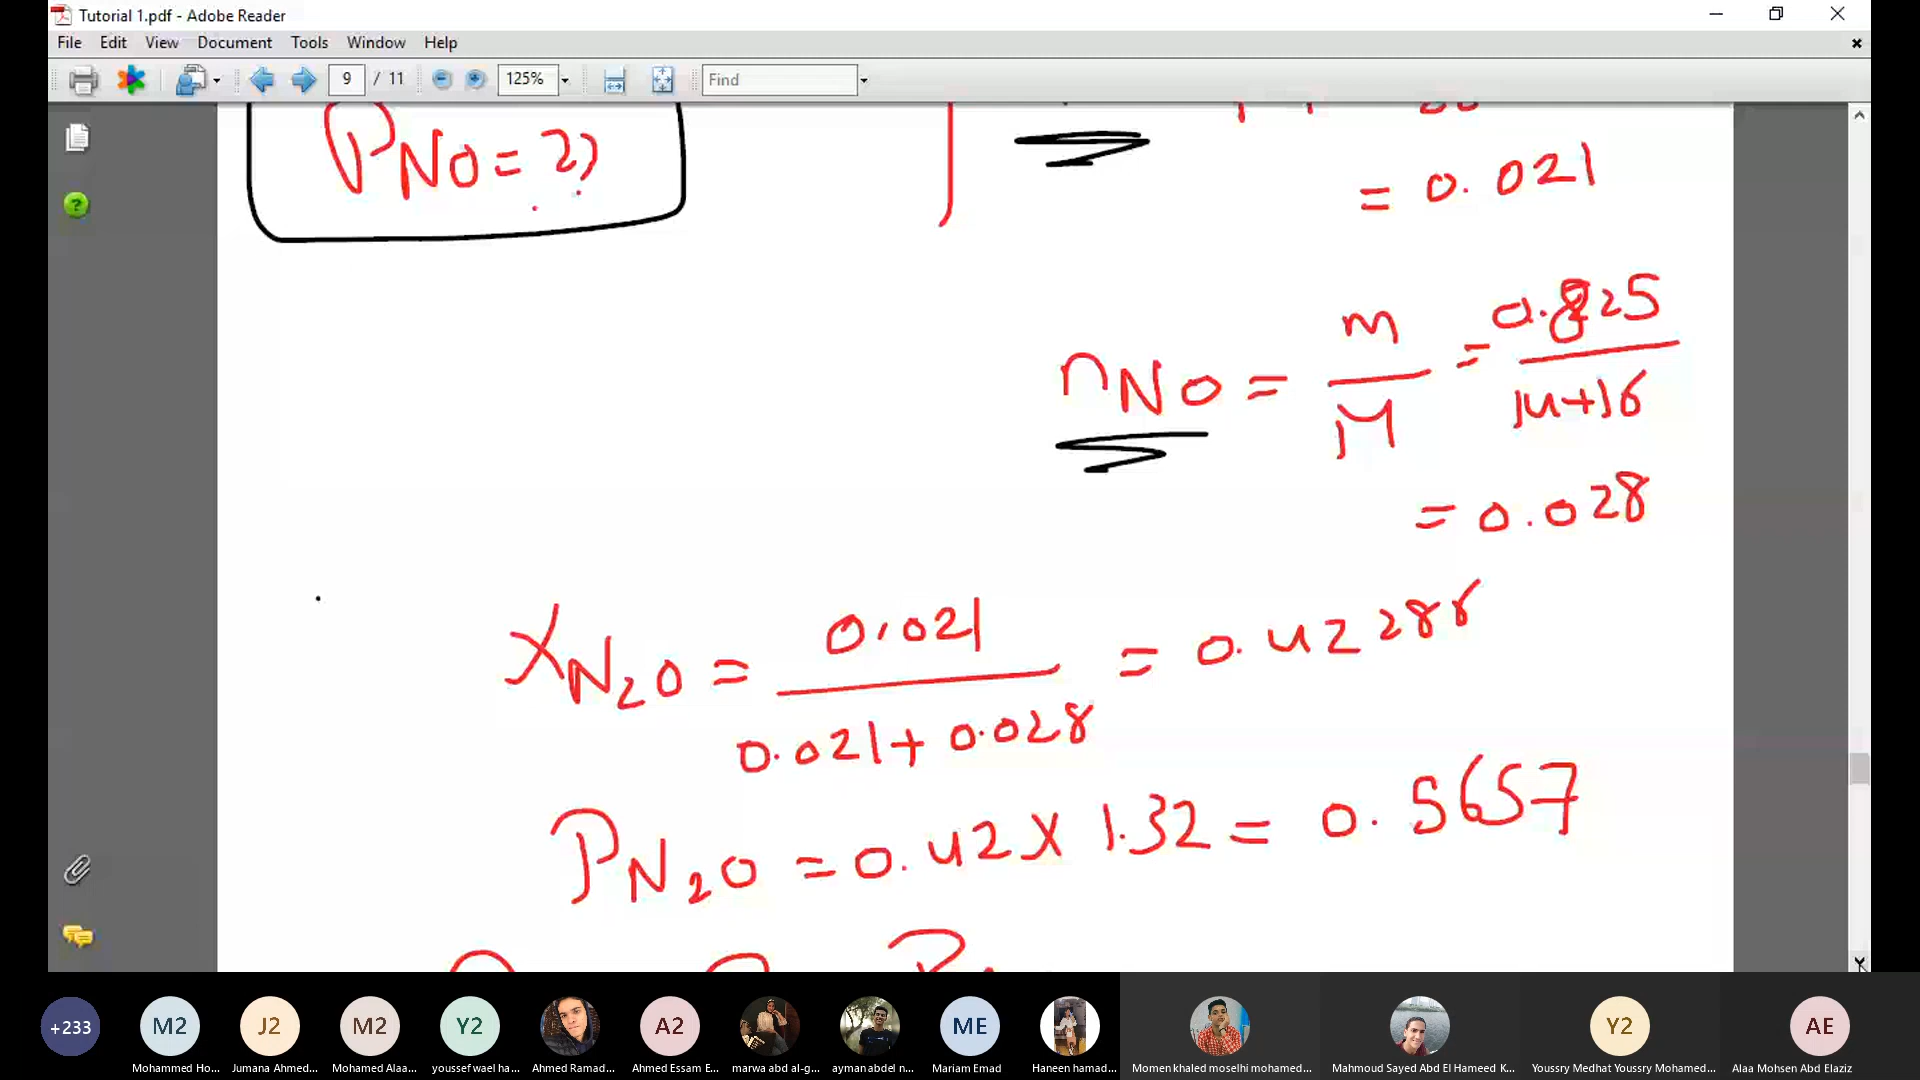 Tutorial 1.pdf - Adobe Reader
File Edit View Document Tools Window Help
9 / 11 125% Find
P NO = ??
= 0.021
n NO = m / M = 0.825 / 14+16
= 0.028
X N2O = 0.021 / 0.021 + 0.028 = 0.42286
P N2O = 0.42 X 1.32 = 0.5657
+233 M2 J2 M2 Y2 A2 ME Y2 AE
Mohammed Ho... Jumana Ahmed... Mohamed Alaa... youssef wael ha... Ahmed Ramad... Ahmed Essam E... marwa abd al-g... ayman abdel n... Mariam Emad Haneen hamad... Momen khaled moselhi mohamed... Mahmoud Sayed Abd El Hameed K... Youssry Medhat Youssry Mohamed... Alaa Mohsen Abd Elaziz